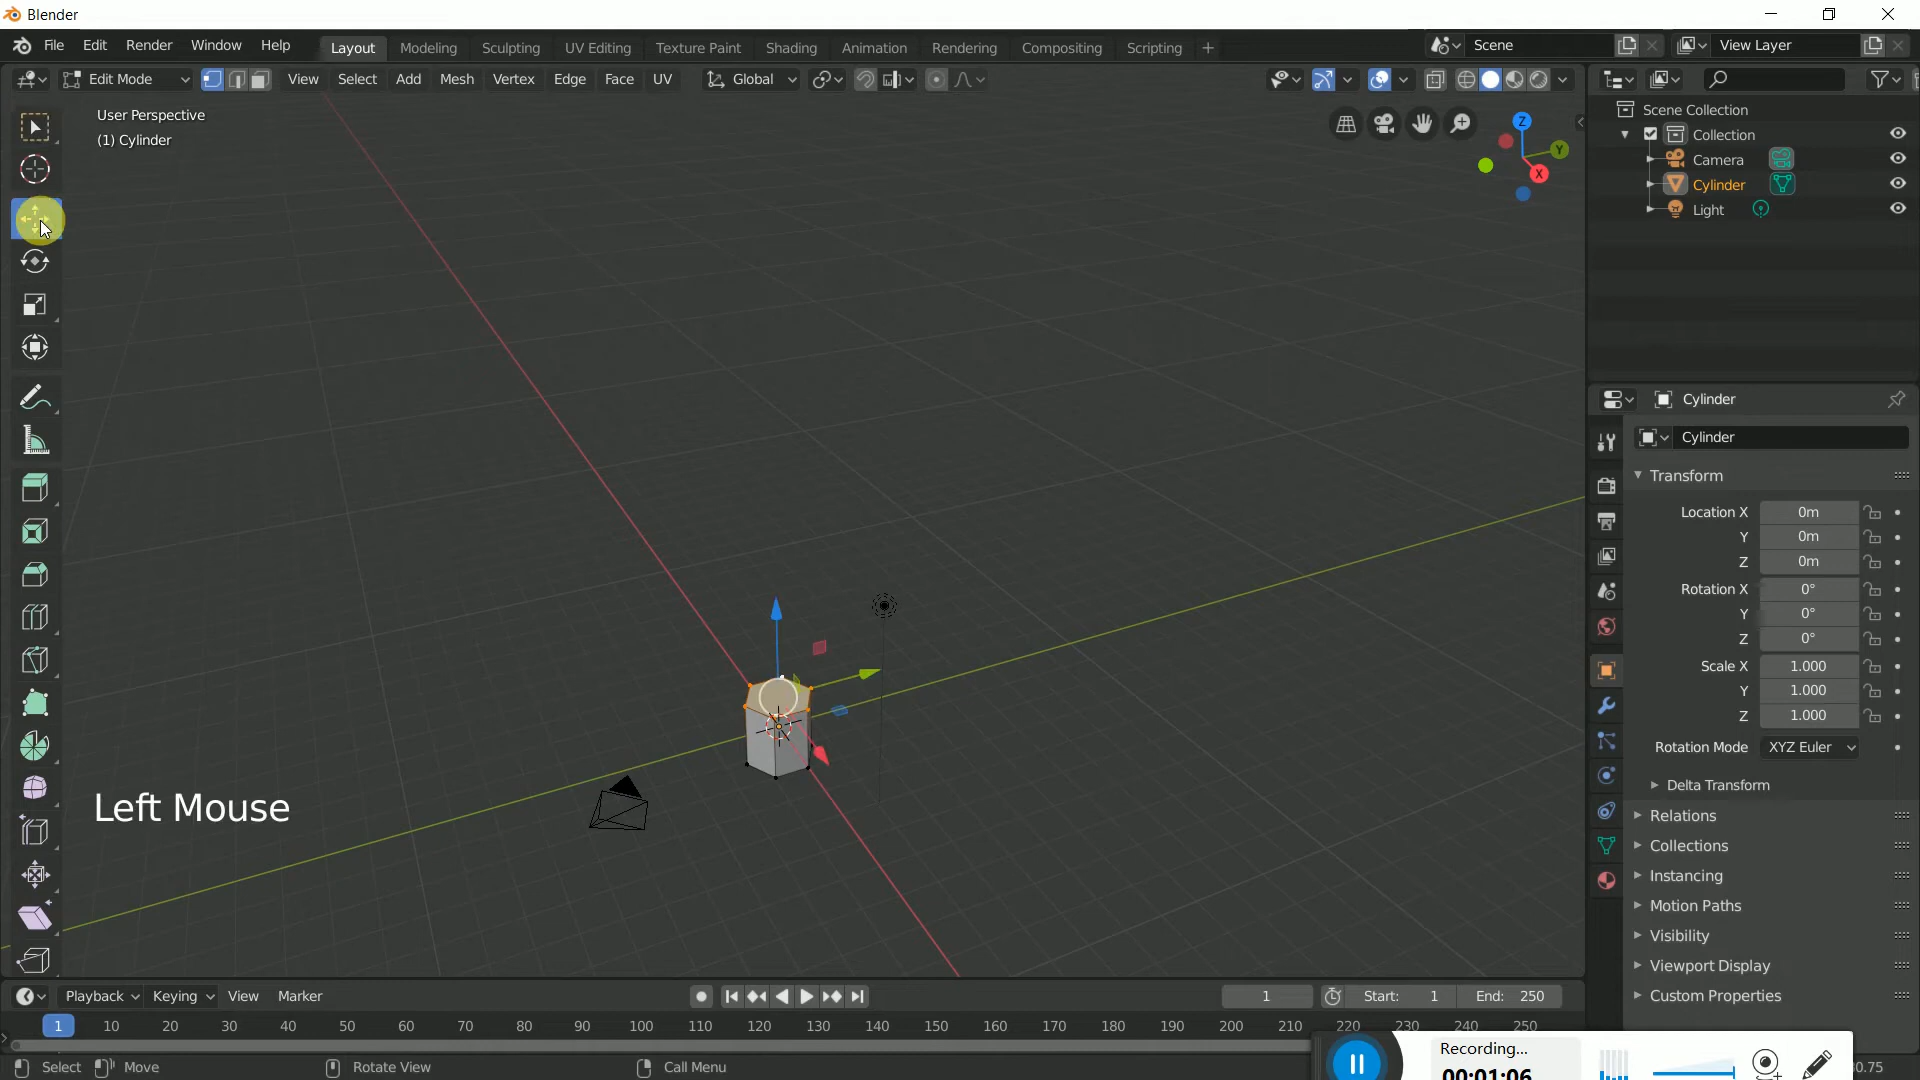 Blender
File Edit Render Window Help Layout Modeling Sculpting UV Editing Texture Paint Shading Animation Rendering Compositing Scripting + Scene View Layer
Edit Mode View Select Add Mesh Vertex Edge Face UV Global
User Perspective
(1) Cylinder
Z
Y
X
Scene Collection
Collection
Camera
Cylinder
Light
Cylinder
Cylinder
Transform
Location X 0m
Y 0m
Z 0m
Rotation X 0°
Y 0°
Z 0°
Scale X 1.000
Y 1.000
Z 1.000
Rotation Mode XYZ Euler
Delta Transform
Relations
Collections
Instancing
Motion Paths
Visibility
Viewport Display
Custom Properties
Left Mouse
Playback Keying View Marker 1 Start: 1 End: 250
1 10 20 30 40 50 60 70 80 90 100 110 120 130 140 150 160 170 180 190 200 210 220 230 240 250
Select Move Rotate View Call Menu
Recording...
00:01:06